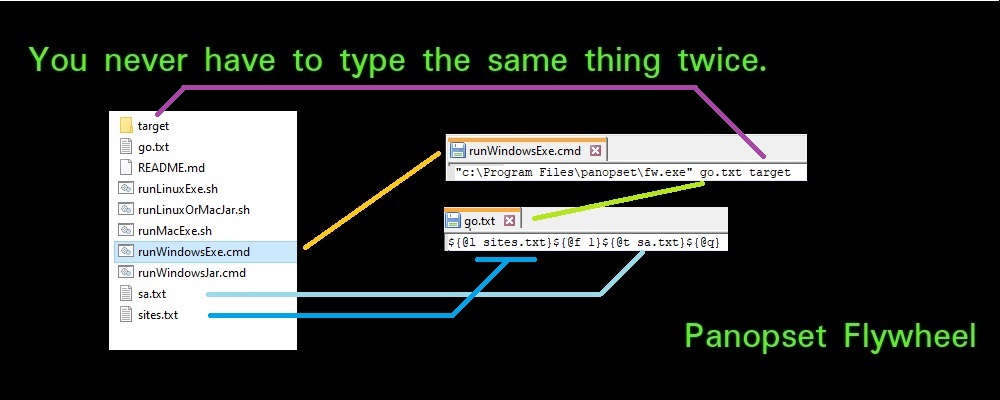 You never have to type the same thing twice.
target
go.txt
README.md
runLinuxExe.sh
runLinuxOrMacJar.sh
runMacExe.sh
runWindowsExe.cmd
runWindowsJar.cmd
sa.txt
sites.txt
runWindowsExe.cmd
"c:\Program Files\panopset\fw.exe" go.txt target
go.txt
${@l sites.txt}${@f l}${@t sa.txt}${@q}
Panopset Flywheel